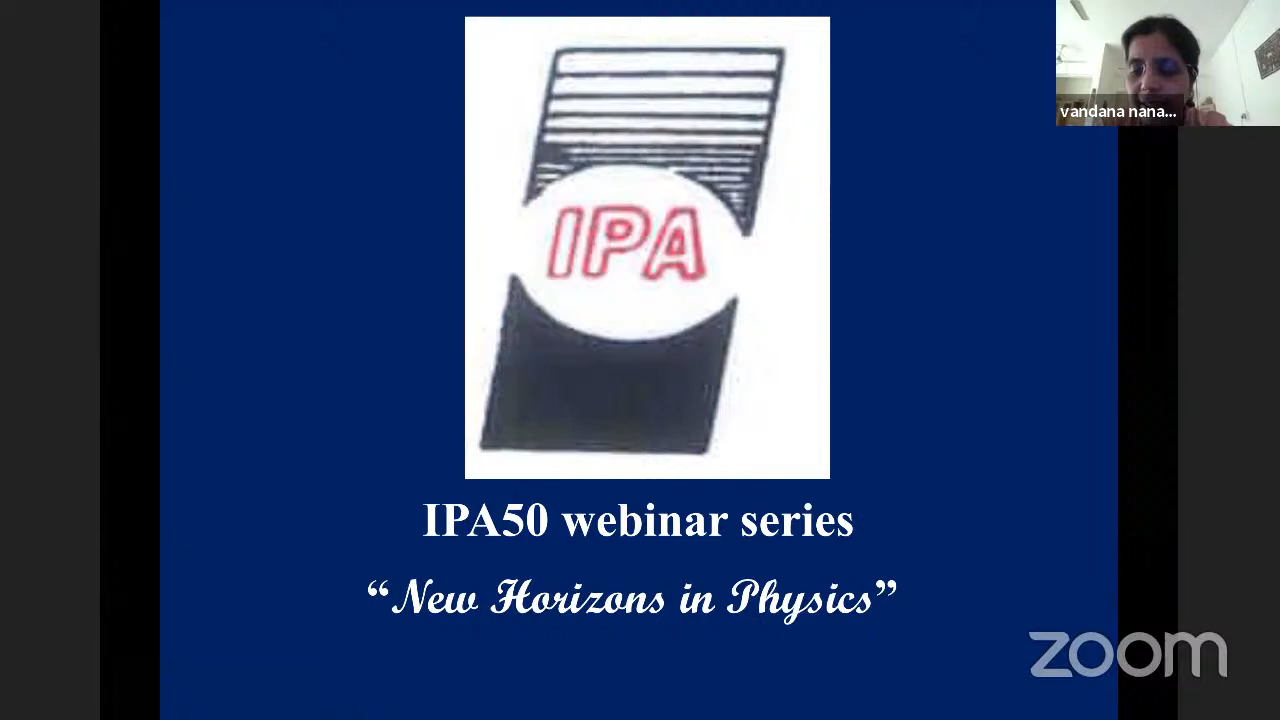 vandana nana...
IPA
IPA50 webinar series
“New Horizons in Physics”
zoom